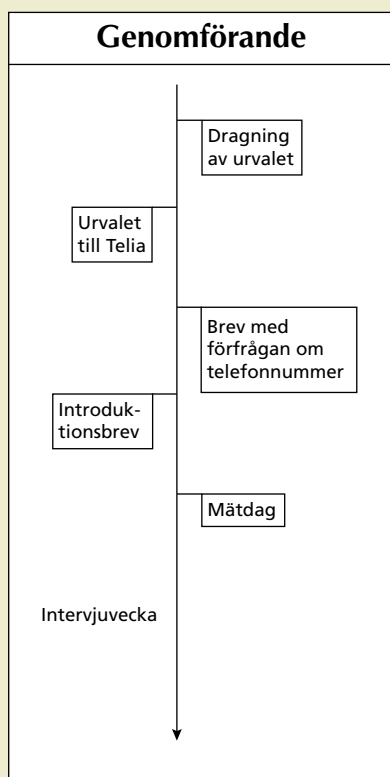 Genomförande
Dragning
av urvalet
Urvalet
till Telia
Brev med
förfrågan om
telefonnummer
Introduk-
tionsbrev
Mätdag
Intervjuvecka